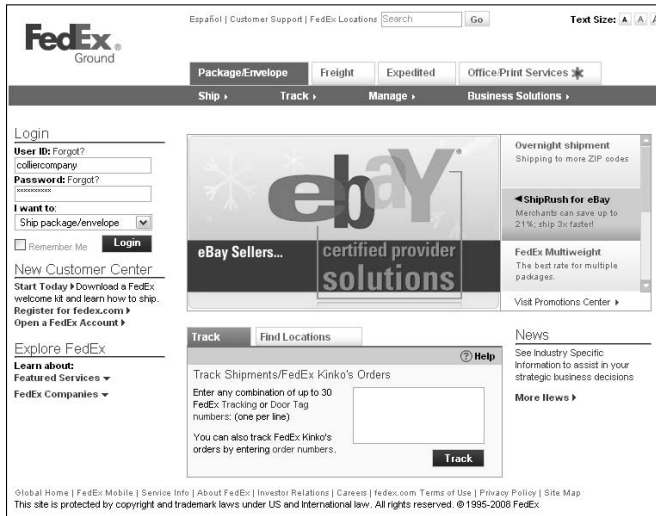 Español | Customer Support | FedEx Locations Search Go Text Size: A A A
FedEx®
Ground
Package/Envelope Freight Expedited Office/Print Services
Ship Track Manage Business Solutions
Login
User ID: Forgot?
colliercompany
Password: Forgot?
xxxxxxxxxx
I want to:
Ship package/envelope
Remember Me Login
New Customer Center
Start Today Download a FedEx
welcome kit and learn how to ship.
Register for fedex.com
Open a FedEx Account
Explore FedEx
Learn about:
Featured Services
FedEx Companies
ebaY®
eBay Sellers...
certified provider
solutions
Overnight shipment
Shipping to more ZIP codes
ShipRush for eBay
Merchants can save up to
21%; ship 3x faster!
FedEx Multiweight
The best rate for multiple
packages.
Visit Promotions Center
Track Find Locations
? Help
Track Shipments/FedEx Kinko's Orders
Enter any combination of up to 30
FedEx Tracking or Door Tag
numbers: (one per line)
You can also track FedEx Kinko's
orders by entering order numbers.
Track
News
See Industry Specific
Information to assist in your
strategic business decisions
More News
Global Home | FedEx Mobile | Service Info | About FedEx | Investor Relations | Careers | fedex.com Terms of Use | Privacy Policy | Site Map
This site is protected by copyright and trademark laws under US and International law. All rights reserved. © 1995-2008 FedEx